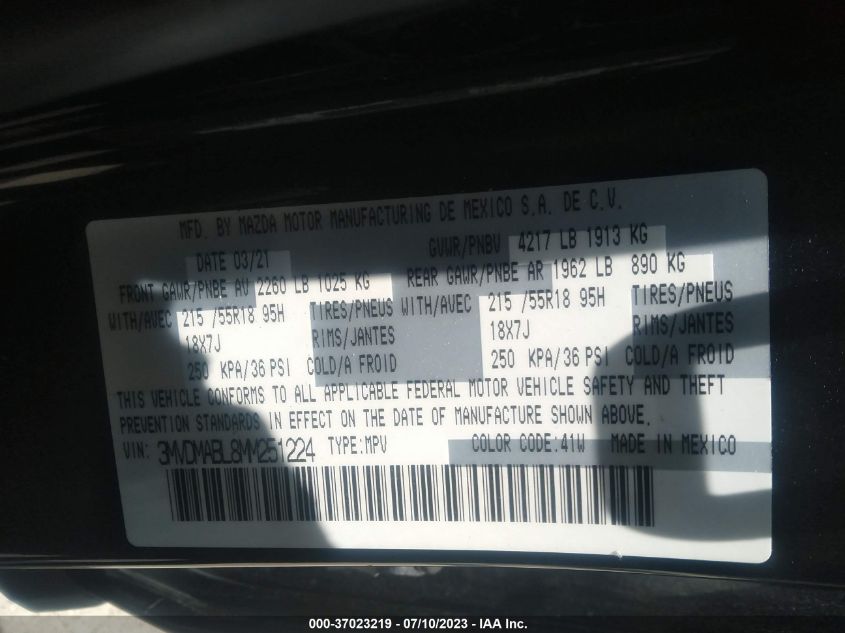 MFD. BY MAZDA MOTOR MANUFACTURING DE MEXICO S.A. DE C.V.
DATE 03/21 GVWR/PNBV 4217 LB 1913 KG
FRONT GAWR/PNBE AV 2260 LB 1025 KG REAR GAWR/PNBE AR 1962 LB 890 KG
WITH/AVEC 215 /55R18 95H TIRES/PNEUS WITH/AVEC 215 /55R18 95H TIRES/PNEUS
18X7J RIMS/JANTES 18X7J RIMS/JANTES
250 KPA/36 PSI COLD/A FROID 250 KPA/36 PSI COLD/A FROID
THIS VEHICLE CONFORMS TO ALL APPLICABLE FEDERAL MOTOR VEHICLE SAFETY AND THEFT
PREVENTION STANDARDS IN EFFECT ON THE DATE OF MANUFACTURE SHOWN ABOVE.
VIN: 3MVDMABL8MM251224 TYPE:MPV COLOR CODE:41W MADE IN MEXICO
000-37023219 - 07/10/2023 - IAA Inc.